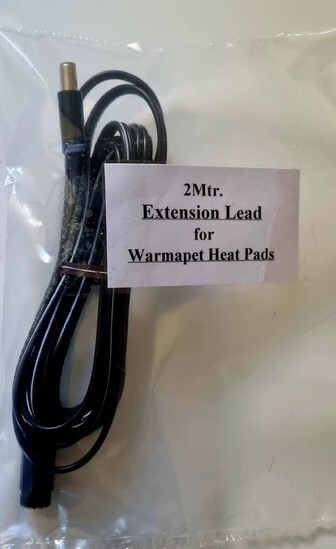 2Mtr.
Extension Lead
for
Warmapet Heat Pads